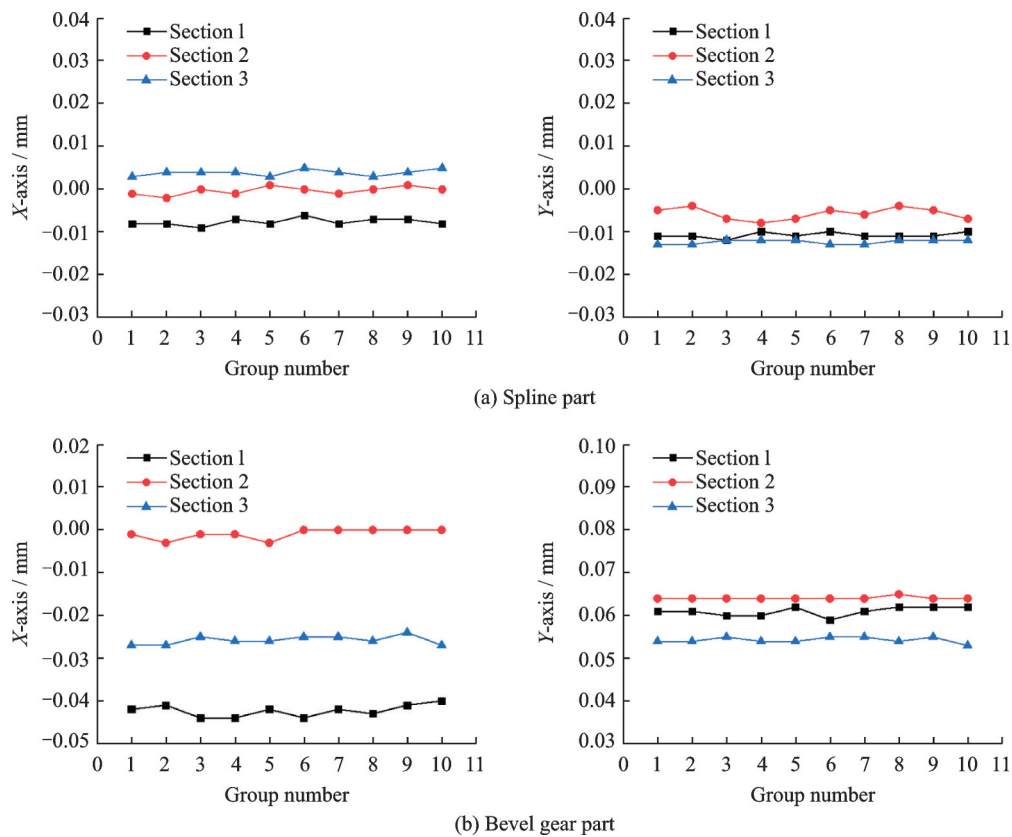 0.04
0.03
0.02
0.01
0.00
−0.01
−0.02
−0.03
X-axis / mm
Section 1
Section 2
Section 3
0 1 2 3 4 5 6 7 8 9 10 11
Group number
0.04
0.03
0.02
0.01
0.00
−0.01
−0.02
−0.03
Y-axis / mm
Section 1
Section 2
Section 3
0 1 2 3 4 5 6 7 8 9 10 11
Group number
(a) Spline part
0.02
0.01
0.00
−0.01
−0.02
−0.03
−0.04
−0.05
X-axis / mm
Section 1
Section 2
Section 3
0 1 2 3 4 5 6 7 8 9 10 11
Group number
0.10
0.09
0.08
0.07
0.06
0.05
0.04
0.03
Y-axis / mm
Section 1
Section 2
Section 3
0 1 2 3 4 5 6 7 8 9 10 11
Group number
(b) Bevel gear part